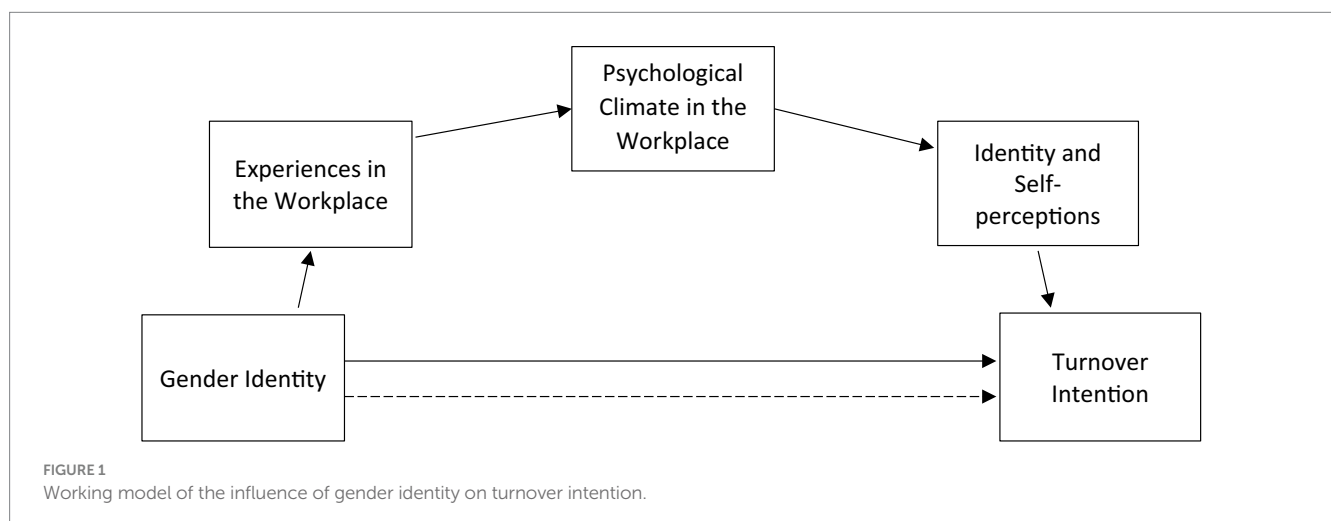 Psychological
Climate in the
Workplace
Experiences in
the Workplace
Identity and
Self-
perceptions
Gender Identity
Turnover
Intention
FIGURE 1
Working model of the influence of gender identity on turnover intention.